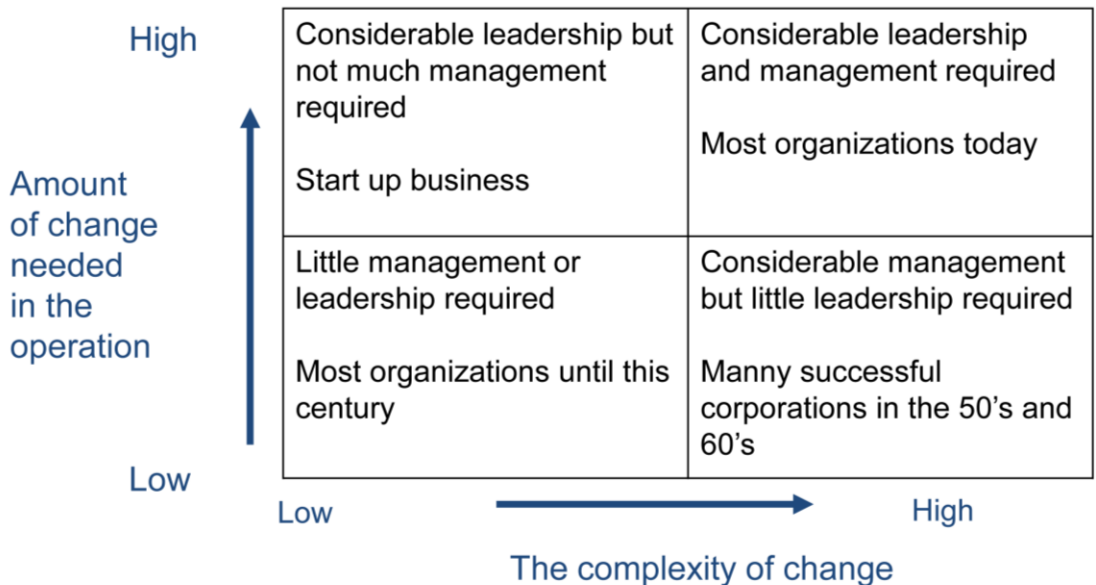 High
Considerable leadership but
not much management
required
Start up business
Considerable leadership
and management required
Most organizations today
Amount
of change
needed
in the
operation
Little management or
leadership required
Most organizations until this
century
Considerable management
but little leadership required
Manny successful
corporations in the 50's and
60's
Low
Low
High
The complexity of change